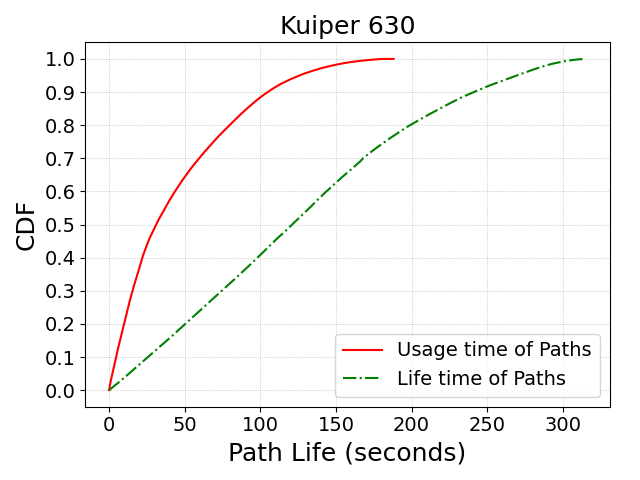 Kuiper 630
1.0
0.9
0.8
0.7
0.6
0.5
0.4
0.3
0.2
0.1
0.0
CDF
Usage time of Paths
Life time of Paths
0 50 100 150 200 250 300
Path Life (seconds)